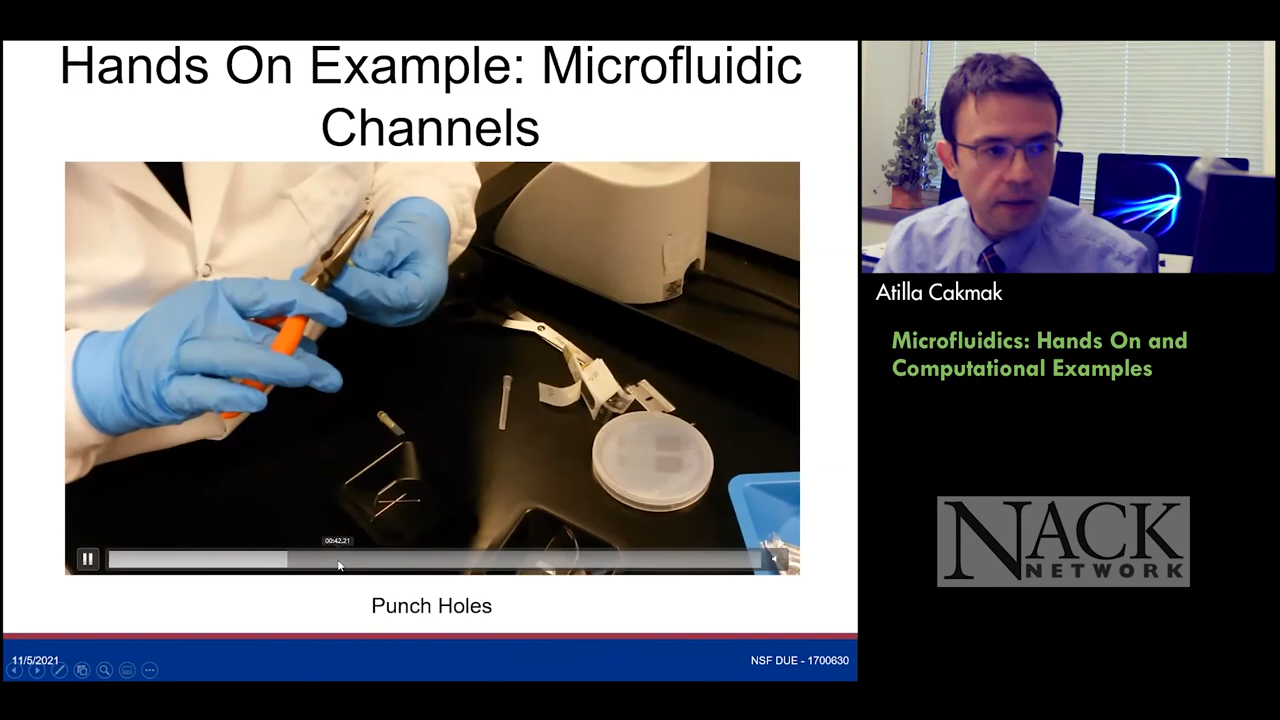 Hands On Example: Microfluidic
Channels
00:42.21
Punch Holes
11/5/2021
NSF DUE - 1700630
Atilla Cakmak
Microfluidics: Hands On and
Computational Examples
NACK
NETWORK